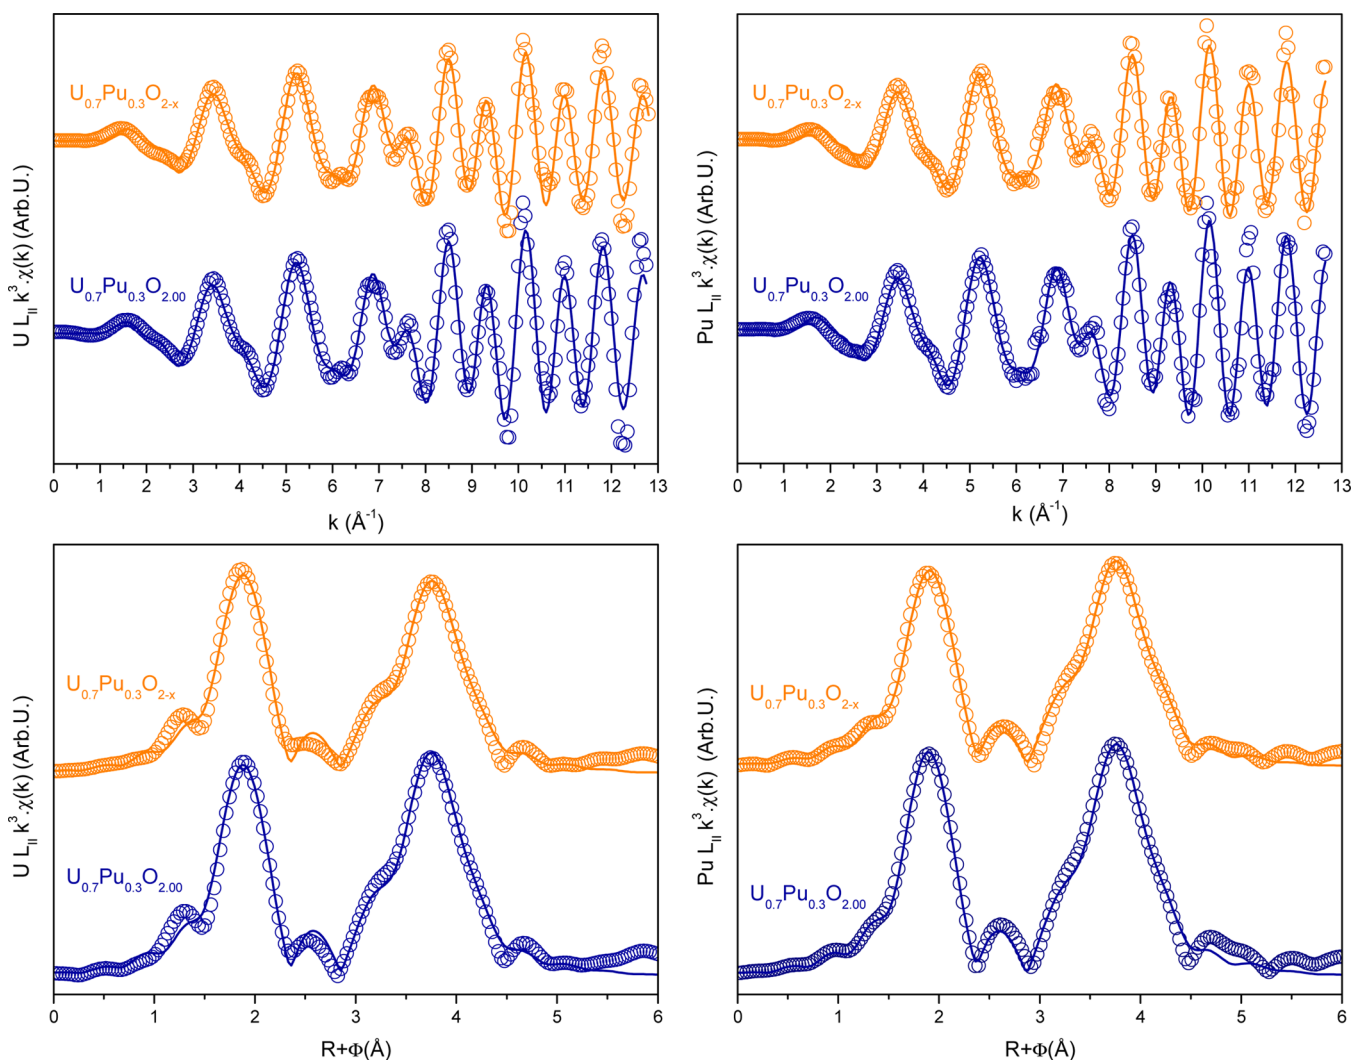 U L_II k³.χ(k) (Arb.U.)
U₀.₇Pu₀.₃O₂₋ₓ
U₀.₇Pu₀.₃O₂.₀₀
0 1 2 3 4 5 6 7 8 9 10 11 12 13
k (Å⁻¹)
Pu L_II k³.χ(k) (Arb.U.)
U₀.₇Pu₀.₃O₂₋ₓ
U₀.₇Pu₀.₃O₂.₀₀
0 1 2 3 4 5 6 7 8 9 10 11 12 13
k (Å⁻¹)
U L_II k³.χ(k) (Arb.U.)
U₀.₇Pu₀.₃O₂₋ₓ
U₀.₇Pu₀.₃O₂.₀₀
0 1 2 3 4 5 6
R+Φ(Å)
Pu L_II k³.χ(k) (Arb.U.)
U₀.₇Pu₀.₃O₂₋ₓ
U₀.₇Pu₀.₃O₂.₀₀
0 1 2 3 4 5 6
R+Φ(Å)